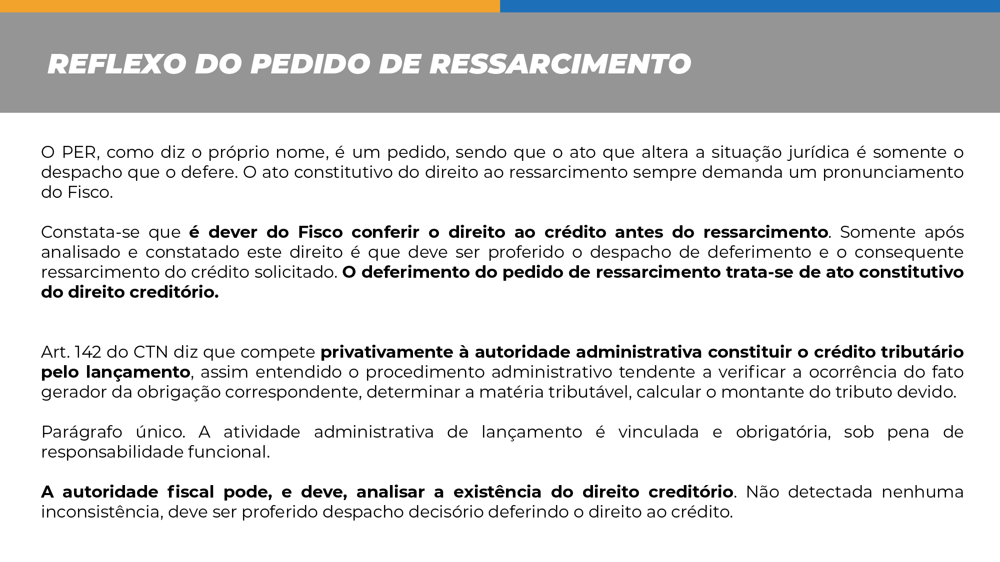 REFLEXO DO PEDIDO DE RESSARCIMENTO
O PER, como diz o próprio nome, é um pedido, sendo que o ato que altera a situação jurídica é somente o
despacho que o defere. O ato constitutivo do direito ao ressarcimento sempre demanda um pronunciamento
do Fisco.
Constata-se que é dever do Fisco conferir o direito ao crédito antes do ressarcimento. Somente após
analisado e constatado este direito é que deve ser proferido o despacho de deferimento e o consequente
ressarcimento do crédito solicitado. O deferimento do pedido de ressarcimento trata-se de ato constitutivo
do direito creditório.
Art. 142 do CTN diz que compete privativamente à autoridade administrativa constituir o crédito tributário
pelo lançamento, assim entendido o procedimento administrativo tendente a verificar a ocorrência do fato
gerador da obrigação correspondente, determinar a matéria tributável, calcular o montante do tributo devido.
Parágrafo único. A atividade administrativa de lançamento é vinculada e obrigatória, sob pena de
responsabilidade funcional.
A autoridade fiscal pode, e deve, analisar a existência do direito creditório. Não detectada nenhuma
inconsistência, deve ser proferido despacho decisório deferindo o direito ao crédito.